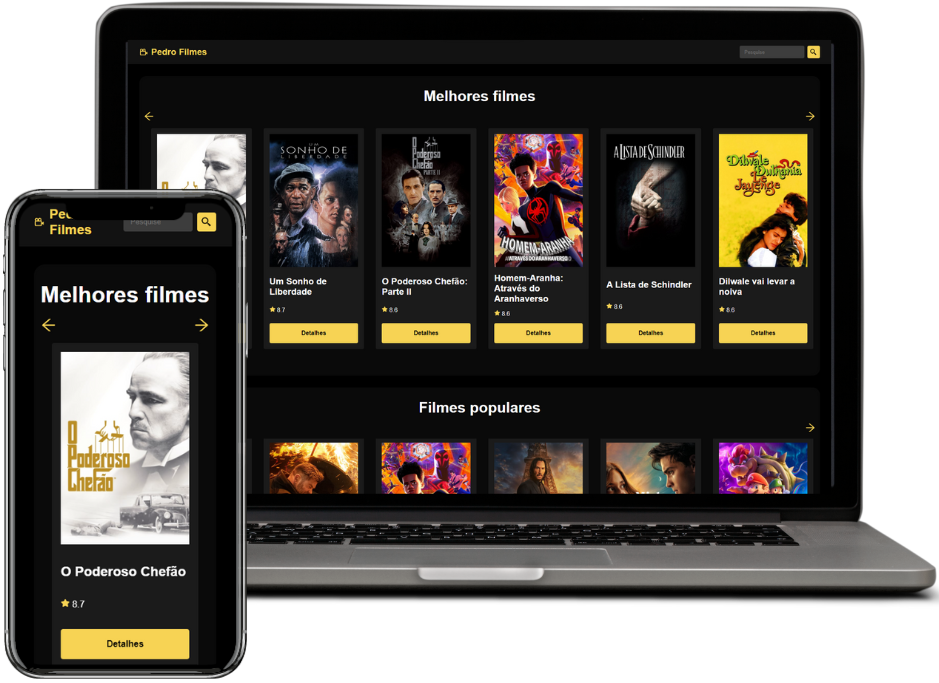 Pedro Filmes
Pesquise
Melhores filmes
UM
SONHO DE
LIBERDADE
O
Poderoso
Chefão
PARTE II
HOMEM-ARANHA
ATRAVÉS DO ARANHAVERSO
A LISTA DE SCHINDLER
Dilwale
Dulhania
Le
Jayenge
Um Sonho de
Liberdade
8.7
Detalhes
O Poderoso Chefão:
Parte II
8.6
Detalhes
Homem-Aranha:
Através do
Aranhaverso
8.6
Detalhes
A Lista de Schindler
8.6
Detalhes
Dilwale vai levar a
noiva
8.6
Detalhes
Filmes populares
Filmes
Pesquise
Melhores filmes
O
Poderoso
Chefão
O Poderoso Chefão
8.7
Detalhes